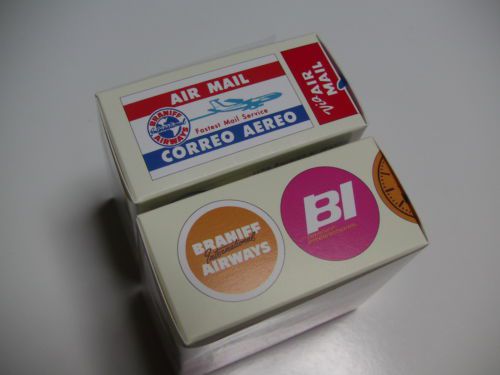 AIR MAIL
BRANIFF
AIRWAYS
Fastest Mail Service
CORREO AEREO
Via AIR
MAIL
BRANIFF
International
AIRWAYS
BI